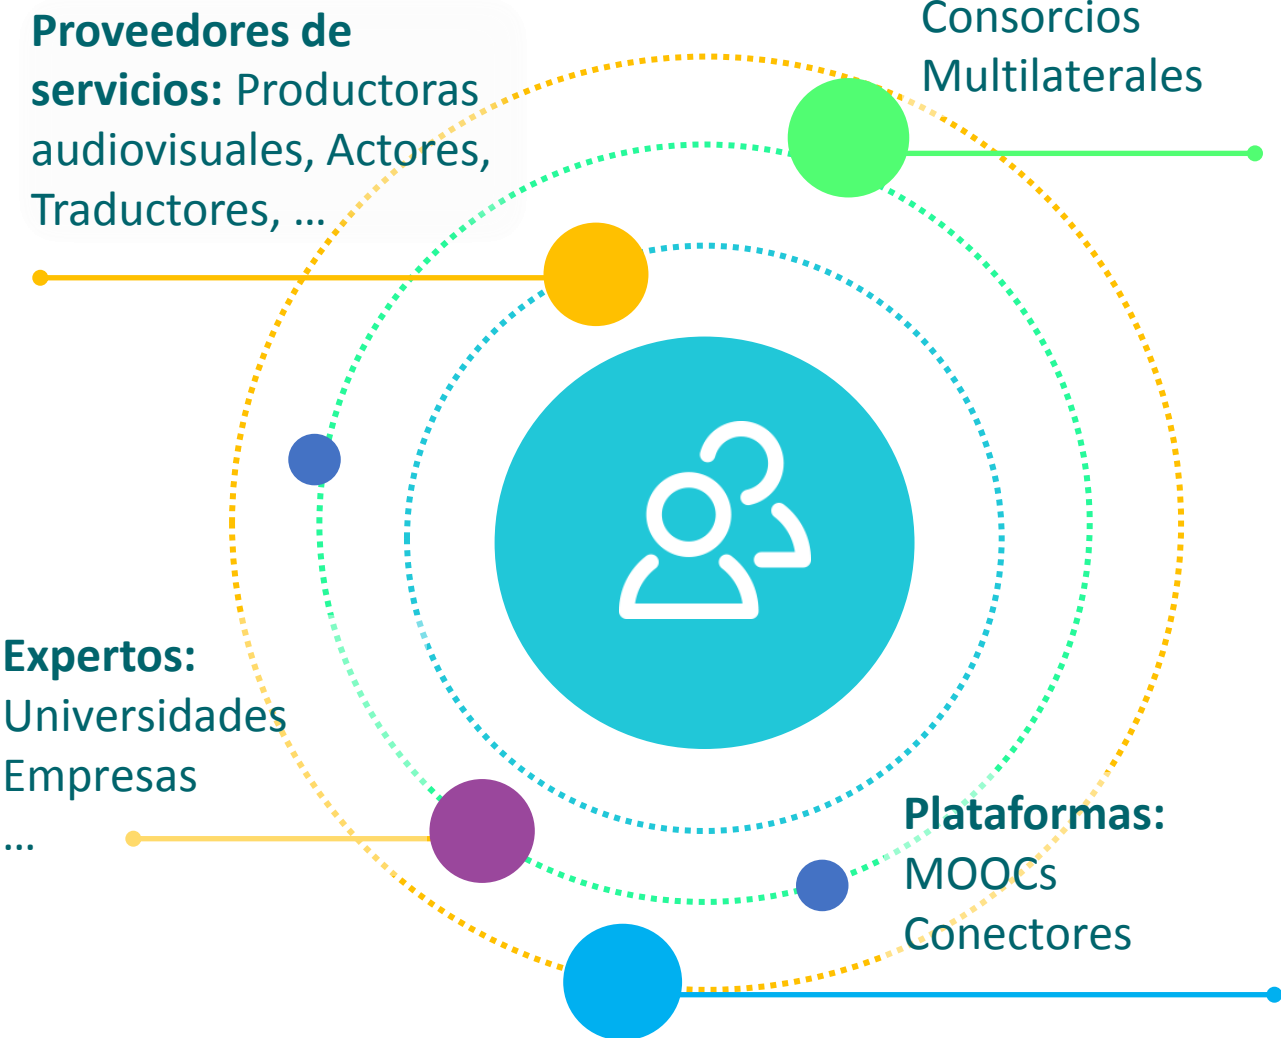 Proveedores de
servicios: Productoras
audiovisuales, Actores,
Traductores, ...
Consorcios
Multilaterales
Expertos:
Universidades
Empresas
...
Plataformas:
MOOCs
Conectores